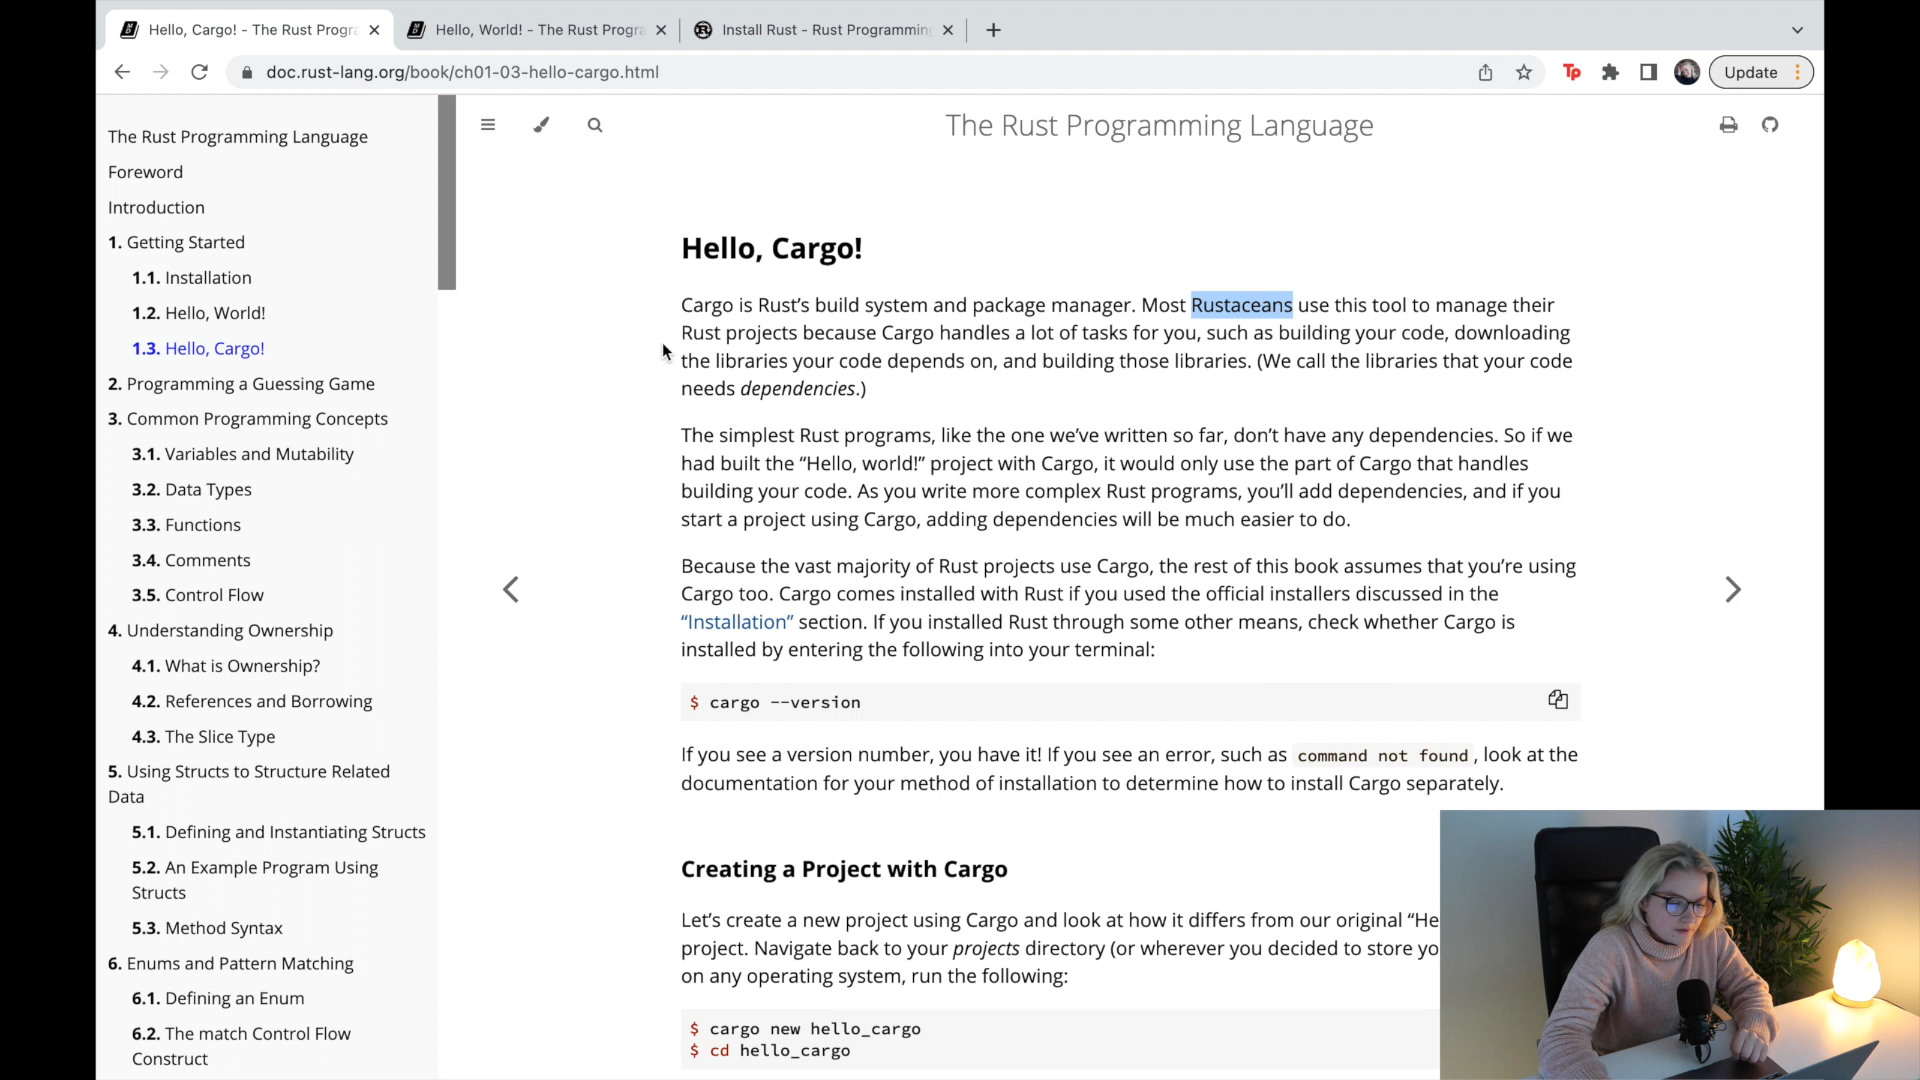 Hello, Cargo! - The Rust Progra
Hello, World! - The Rust Progra
Install Rust - Rust Programming
doc.rust-lang.org/book/ch01-03-hello-cargo.html
Tp
Update
The Rust Programming Language
Foreword
Introduction
1. Getting Started
1.1. Installation
1.2. Hello, World!
1.3. Hello, Cargo!
2. Programming a Guessing Game
3. Common Programming Concepts
3.1. Variables and Mutability
3.2. Data Types
3.3. Functions
3.4. Comments
3.5. Control Flow
4. Understanding Ownership
4.1. What is Ownership?
4.2. References and Borrowing
4.3. The Slice Type
5. Using Structs to Structure Related
Data
5.1. Defining and Instantiating Structs
5.2. An Example Program Using
Structs
5.3. Method Syntax
6. Enums and Pattern Matching
6.1. Defining an Enum
6.2. The match Control Flow
Construct
The Rust Programming Language
Hello, Cargo!
Cargo is Rust’s build system and package manager. Most Rustaceans use this tool to manage their
Rust projects because Cargo handles a lot of tasks for you, such as building your code, downloading
the libraries your code depends on, and building those libraries. (We call the libraries that your code
needs dependencies.)
The simplest Rust programs, like the one we’ve written so far, don’t have any dependencies. So if we
had built the “Hello, world!” project with Cargo, it would only use the part of Cargo that handles
building your code. As you write more complex Rust programs, you’ll add dependencies, and if you
start a project using Cargo, adding dependencies will be much easier to do.
Because the vast majority of Rust projects use Cargo, the rest of this book assumes that you’re using
Cargo too. Cargo comes installed with Rust if you used the official installers discussed in the
“Installation” section. If you installed Rust through some other means, check whether Cargo is
installed by entering the following into your terminal:
$ cargo --version
If you see a version number, you have it! If you see an error, such as command not found, look at the
documentation for your method of installation to determine how to install Cargo separately.
Creating a Project with Cargo
Let’s create a new project using Cargo and look at how it differs from our original “He
project. Navigate back to your projects directory (or wherever you decided to store yo
on any operating system, run the following:
$ cargo new hello_cargo
$ cd hello_cargo